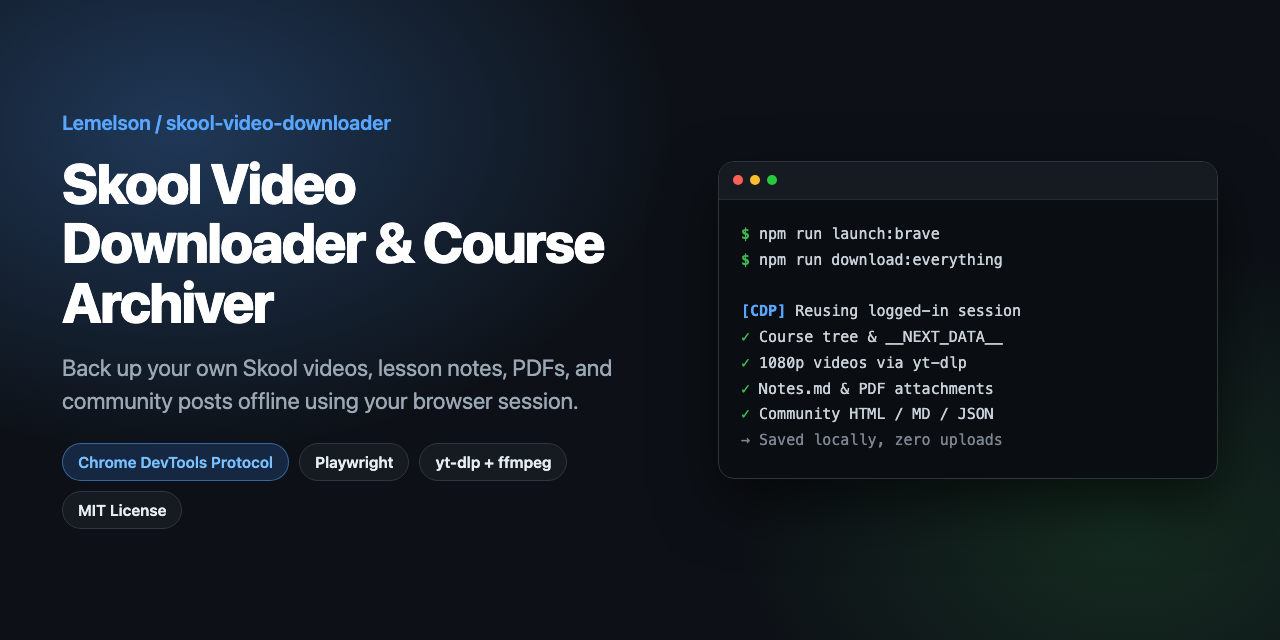 Lemelson / skool-video-downloader
Skool Video
Downloader & Course
Archiver
Back up your own Skool videos, lesson notes, PDFs, and
community posts offline using your browser session.
Chrome DevTools Protocol
Playwright
yt-dlp + ffmpeg
MIT License
$ npm run launch:brave
$ npm run download:everything
[CDP] Reusing logged-in session
✓ Course tree & __NEXT_DATA__
✓ 1080p videos via yt-dlp
✓ Notes.md & PDF attachments
✓ Community HTML / MD / JSON
→ Saved locally, zero uploads